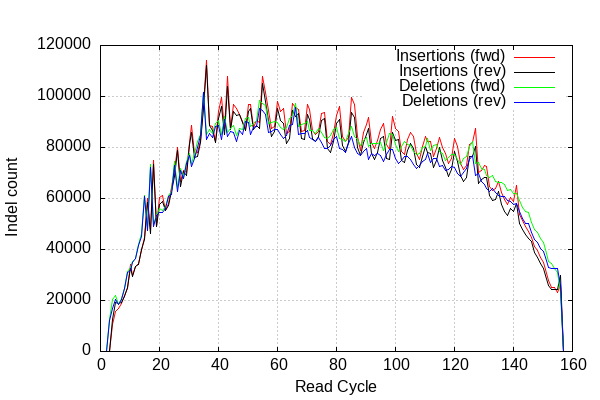 120000
100000
80000
60000
40000
20000
0
Indel count
Insertions (fwd)
Insertions (rev)
Deletions (fwd)
Deletions (rev)
0 20 40 60 80 100 120 140 160
Read Cycle